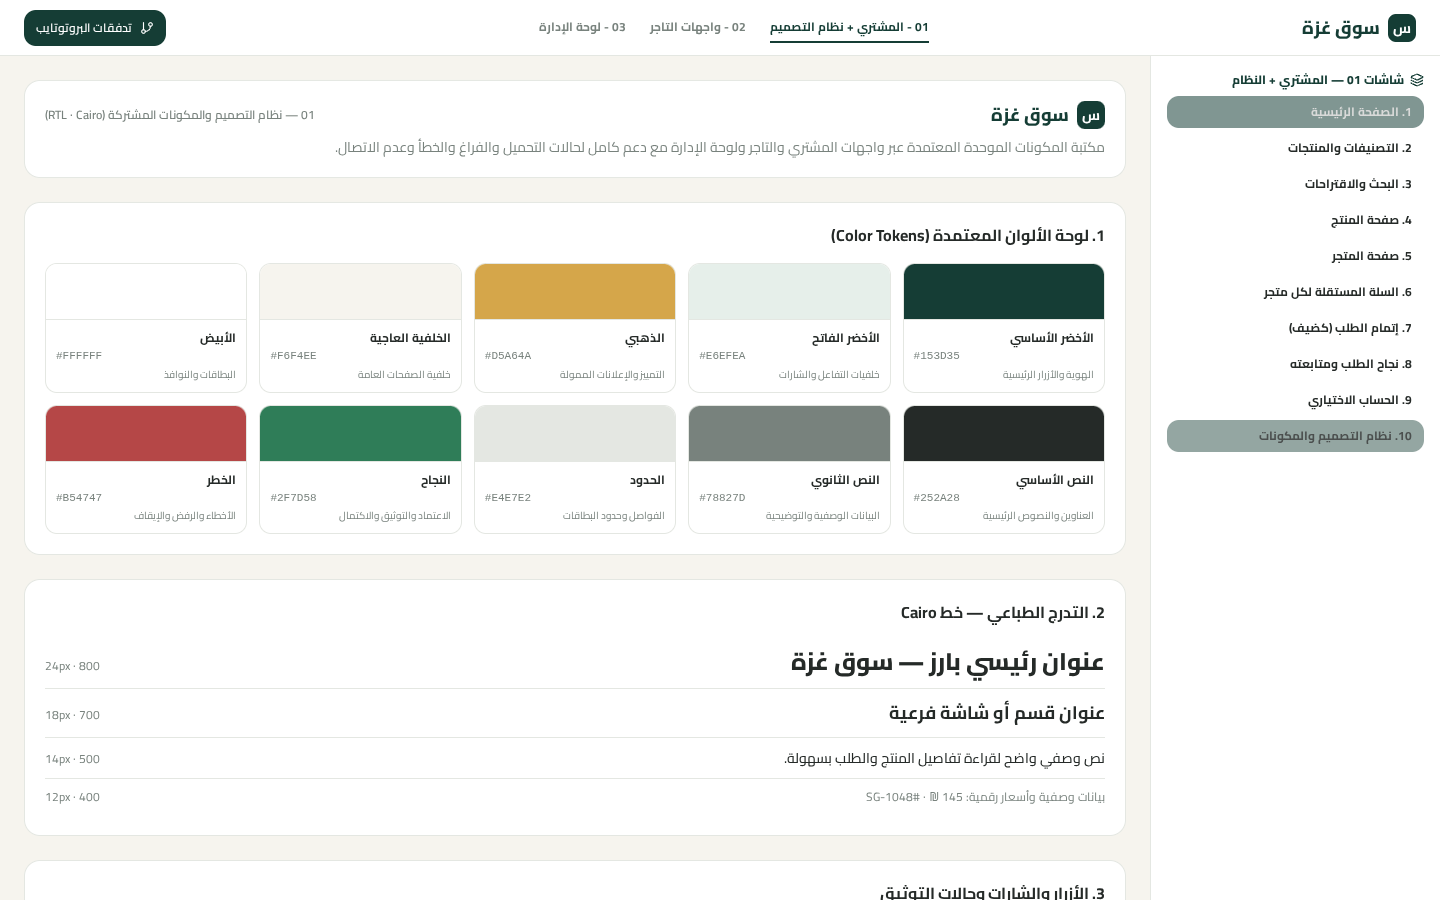 س سوق غزة
01 - المشتري + نظام التصميم
02 - واجهات التاجر
03 - لوحة الإدارة
تدفقات البروتوتايب
شاشات 01 — المشتري + النظام
1. الصفحة الرئيسية
2. التصنيفات والمنتجات
3. البحث والاقتراحات
4. صفحة المنتج
5. صفحة المتجر
6. السلة المستقلة لكل متجر
7. إتمام الطلب (كضيف)
8. نجاح الطلب ومتابعته
9. الحساب الاختياري
10. نظام التصميم والمكونات
س سوق غزة
01 — نظام التصميم والمكونات المشتركة (RTL · Cairo)
مكتبة المكونات الموحدة المعتمدة عبر واجهات المشتري والتاجر ولوحة الإدارة مع دعم كامل لحالات التحميل والفراغ والخطأ وعدم الاتصال.
1. لوحة الألوان المعتمدة (Color Tokens)
الأخضر الأساسي
#153D35
الهوية والأزرار الرئيسية
الأخضر الفاتح
#E6EFEA
خلفيات التفاعل والشارات
الذهبي
#D5A64A
التمييز والإعلانات الممولة
الخلفية العاجية
#F6F4EE
خلفية الصفحات العامة
الأبيض
#FFFFFF
البطاقات والنوافذ
النص الأساسي
#252A28
العناوين والنصوص الرئيسية
النص الثانوي
#78827D
البيانات الوصفية والتوضيحية
الحدود
#E4E7E2
الفواصل وحدود البطاقات
النجاح
#2F7D58
الاعتماد والتوثيق والاكتمال
الخطر
#B54747
الأخطاء والرفض والإيقاف
2. التدرج الطباعي — خط Cairo
عنوان رئيسي بارز — سوق غزة
24px · 800
عنوان قسم أو شاشة فرعية
18px · 700
نص وصفي واضح لقراءة تفاصيل المنتج والطلب بسهولة.
14px · 500
بيانات وصفية وأسعار رقمية: 145 ₪ · #SG-1048
12px · 400
3. الأزرار والشارات وحالات التوثيق